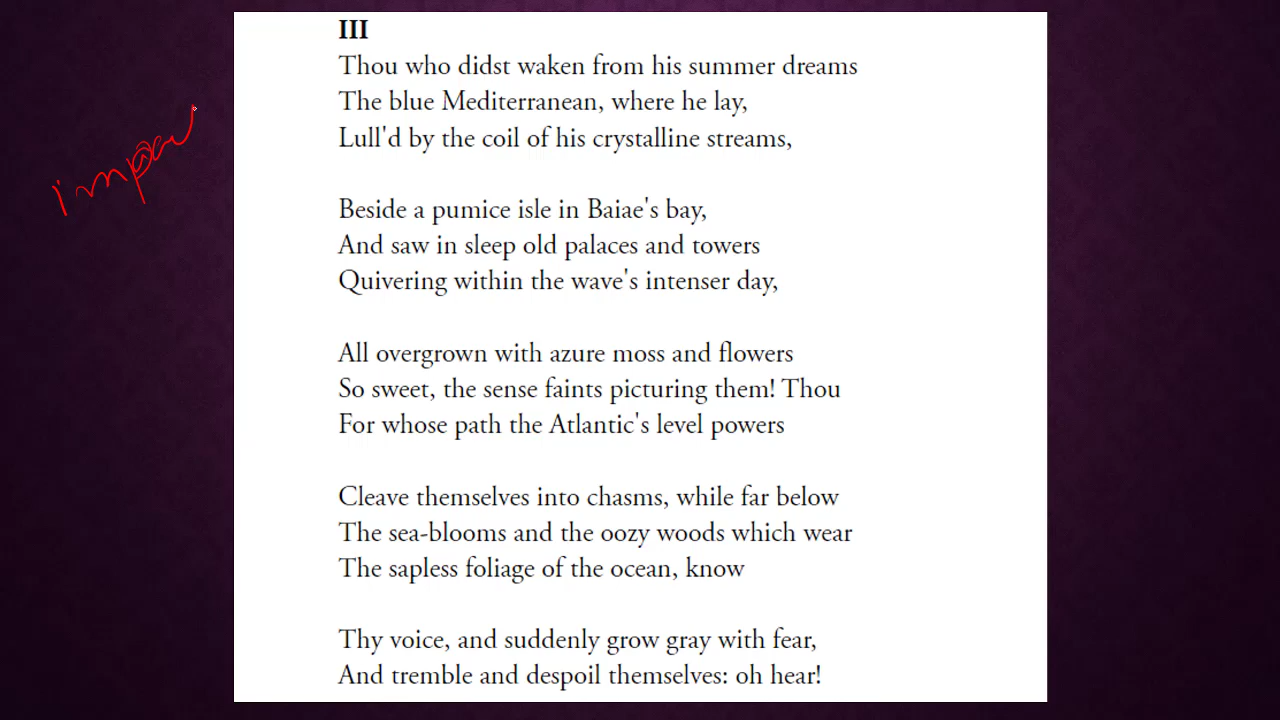 III
Thou who didst waken from his summer dreams
The blue Mediterranean, where he lay,
Lull'd by the coil of his crystalline streams,
Beside a pumice isle in Baiae's bay,
And saw in sleep old palaces and towers
Quivering within the wave's intenser day,
All overgrown with azure moss and flowers
So sweet, the sense faints picturing them! Thou
For whose path the Atlantic's level powers
Cleave themselves into chasms, while far below
The sea-blooms and the oozy woods which wear
The sapless foliage of the ocean, know
Thy voice, and suddenly grow gray with fear,
And tremble and despoil themselves: oh hear!